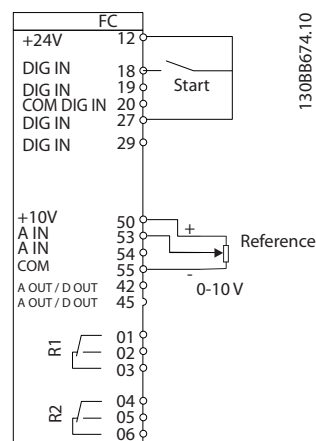 FC
+24V 12
DIG IN 18
DIG IN 19
COM DIG IN 20
DIG IN 27
DIG IN 29
Start
+10V 50
A IN 53
A IN 54
COM 55
A OUT / D OUT 42
A OUT / D OUT 45
+
-
Reference
0-10 V
R1
01
02
03
R2
04
05
06
130BB674.10